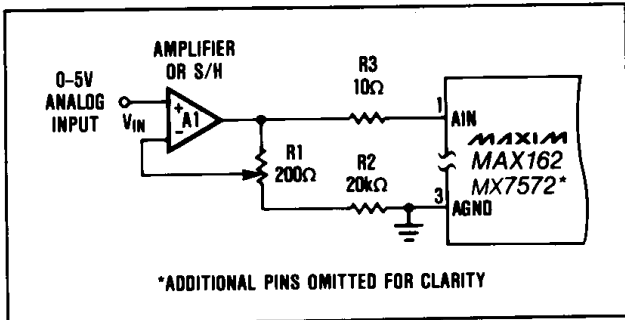 AMPLIFIER
OR S/H
0–5V
ANALOG
INPUT
VIN
+
−
A1
R1
200Ω
R3
10Ω
R2
20kΩ
1
AIN
MAXIM
MAX162
MX7572*
3
AGND
*ADDITIONAL PINS OMITTED FOR CLARITY